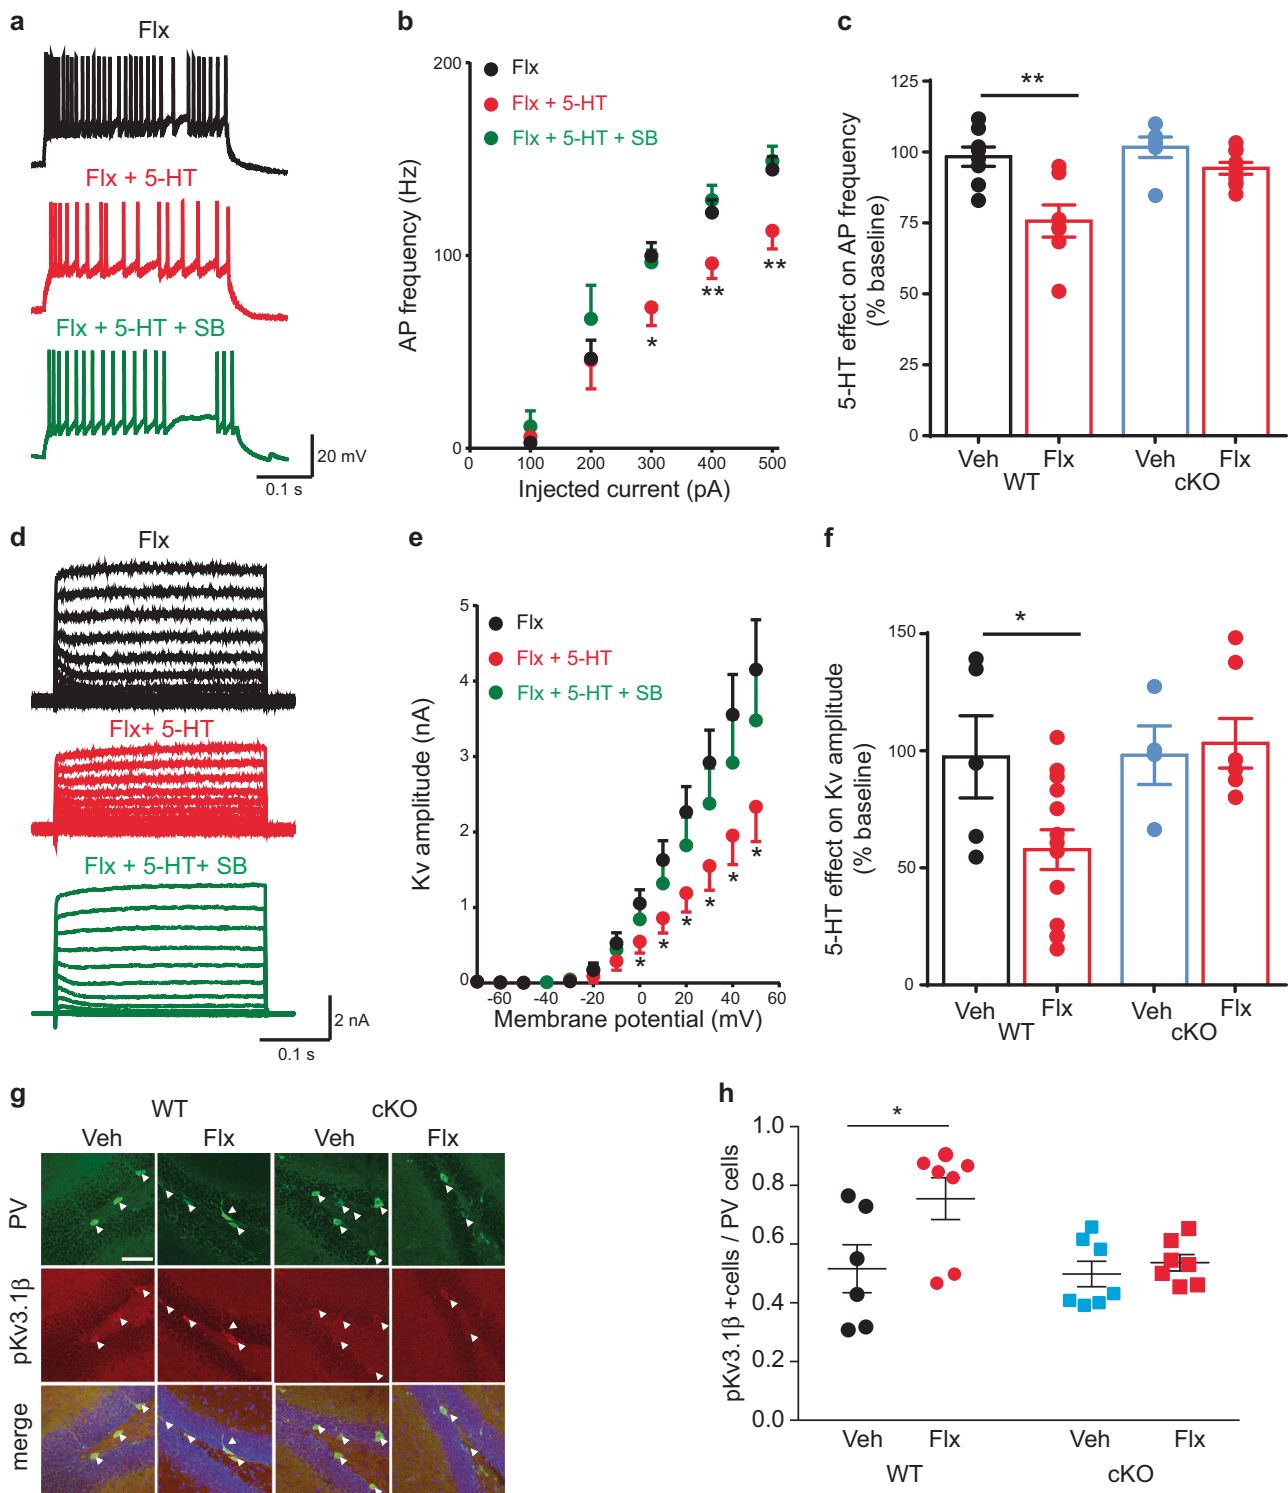 a
Flx
Flx + 5-HT
Flx + 5-HT + SB
20 mV
0.1 s
b
200
100
0
AP frequency (Hz)
Flx
Flx + 5-HT
Flx + 5-HT + SB
*
**
**
0 100 200 300 400 500
Injected current (pA)
c
125
100
75
50
25
0
5-HT effect on AP frequency
(% baseline)
**
Veh Flx Veh Flx
WT cKO
d
Flx
Flx+ 5-HT
Flx + 5-HT+ SB
2 nA
0.1 s
e
5
4
3
2
1
0
Kv amplitude (nA)
Flx
Flx + 5-HT
Flx + 5-HT + SB
* * * * * *
-60 -40 -20 0 20 40 60
Membrane potential (mV)
f
150
100
50
0
5-HT effect on Kv amplitude
(% baseline)
*
Veh Flx Veh Flx
WT cKO
g
WT cKO
Veh Flx Veh Flx
PV
pKv3.1β
merge
h
1.0
0.8
0.6
0.4
0.2
0.0
pKv3.1β +cells / PV cells
*
Veh Flx Veh Flx
WT cKO